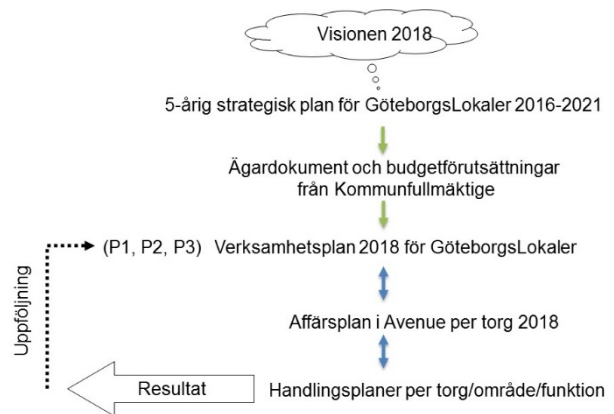 Visionen 2018
5-årig strategisk plan för GöteborgsLokaler 2016-2021
Ägardokument och budgetförutsättningar
från Kommunfullmäktige
(P1, P2, P3) Verksamhetsplan 2018 för GöteborgsLokaler
Uppföljning
Affärsplan i Avenue per torg 2018
Resultat
Handlingsplaner per torg/område/funktion